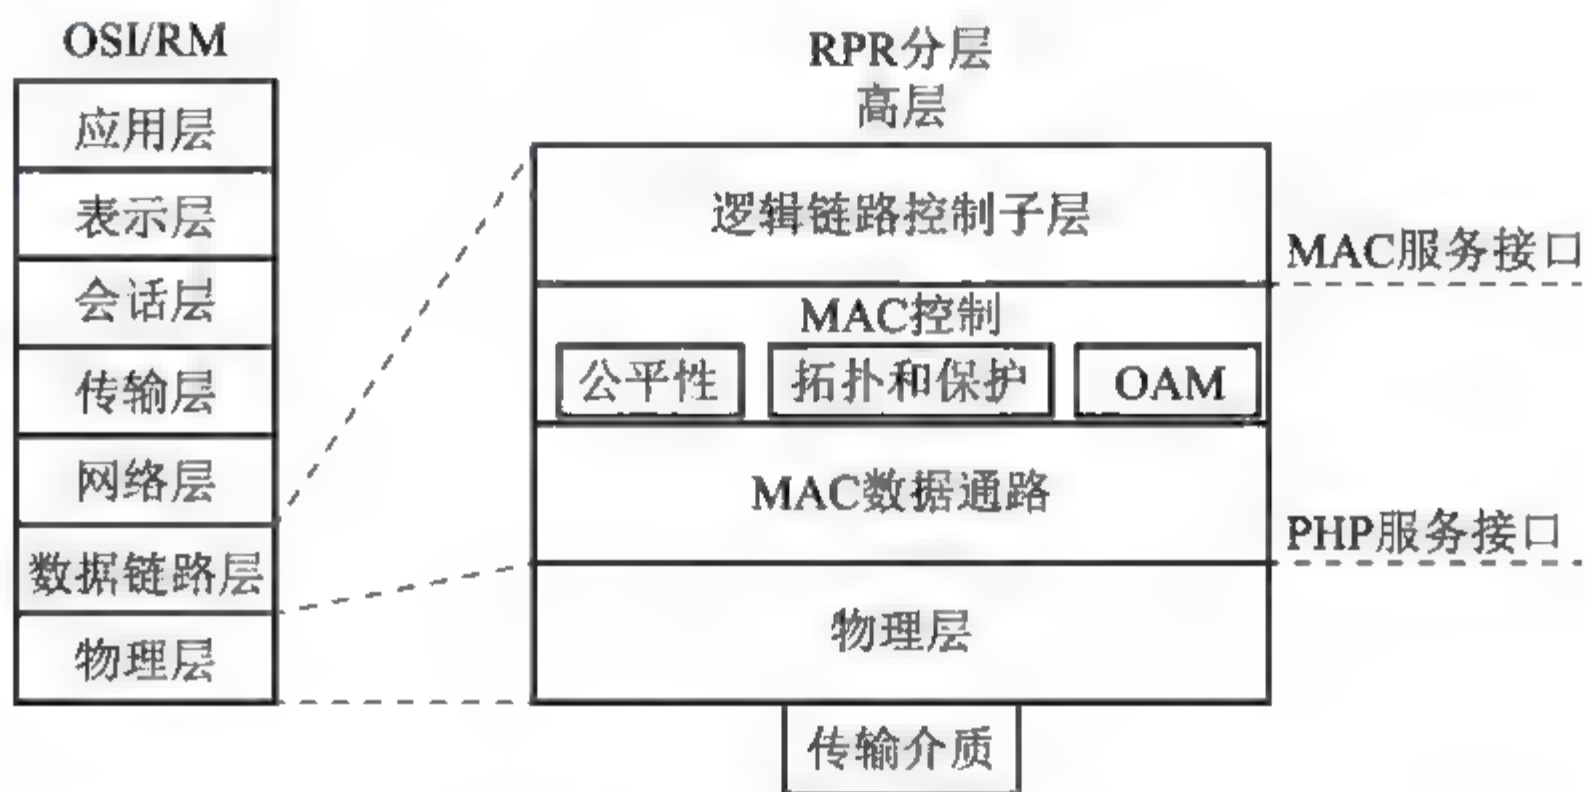 OSI/RM
应用层
表示层
会话层
传输层
网络层
数据链路层
物理层
RPR分层
高层
逻辑链路控制子层
MAC服务接口
MAC控制
公平性
拓扑和保护
OAM
MAC数据通路
PHP服务接口
物理层
传输介质